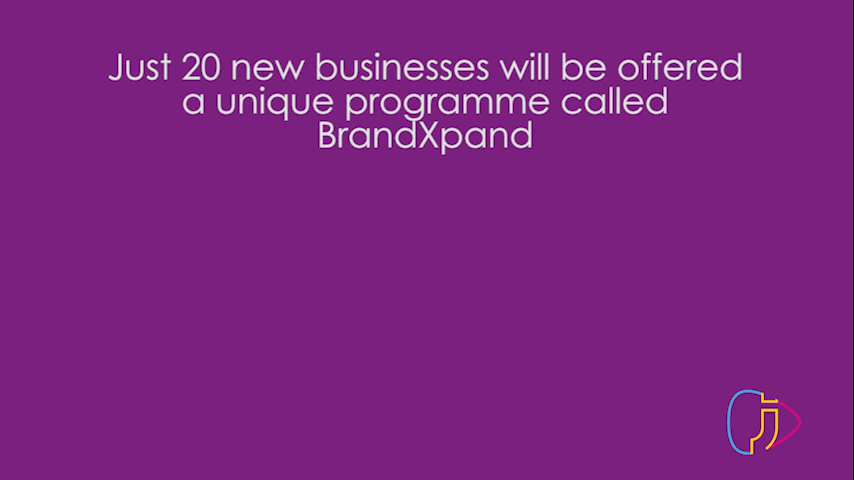 Just 20 new businesses will be offered
a unique programme called
BrandXpand